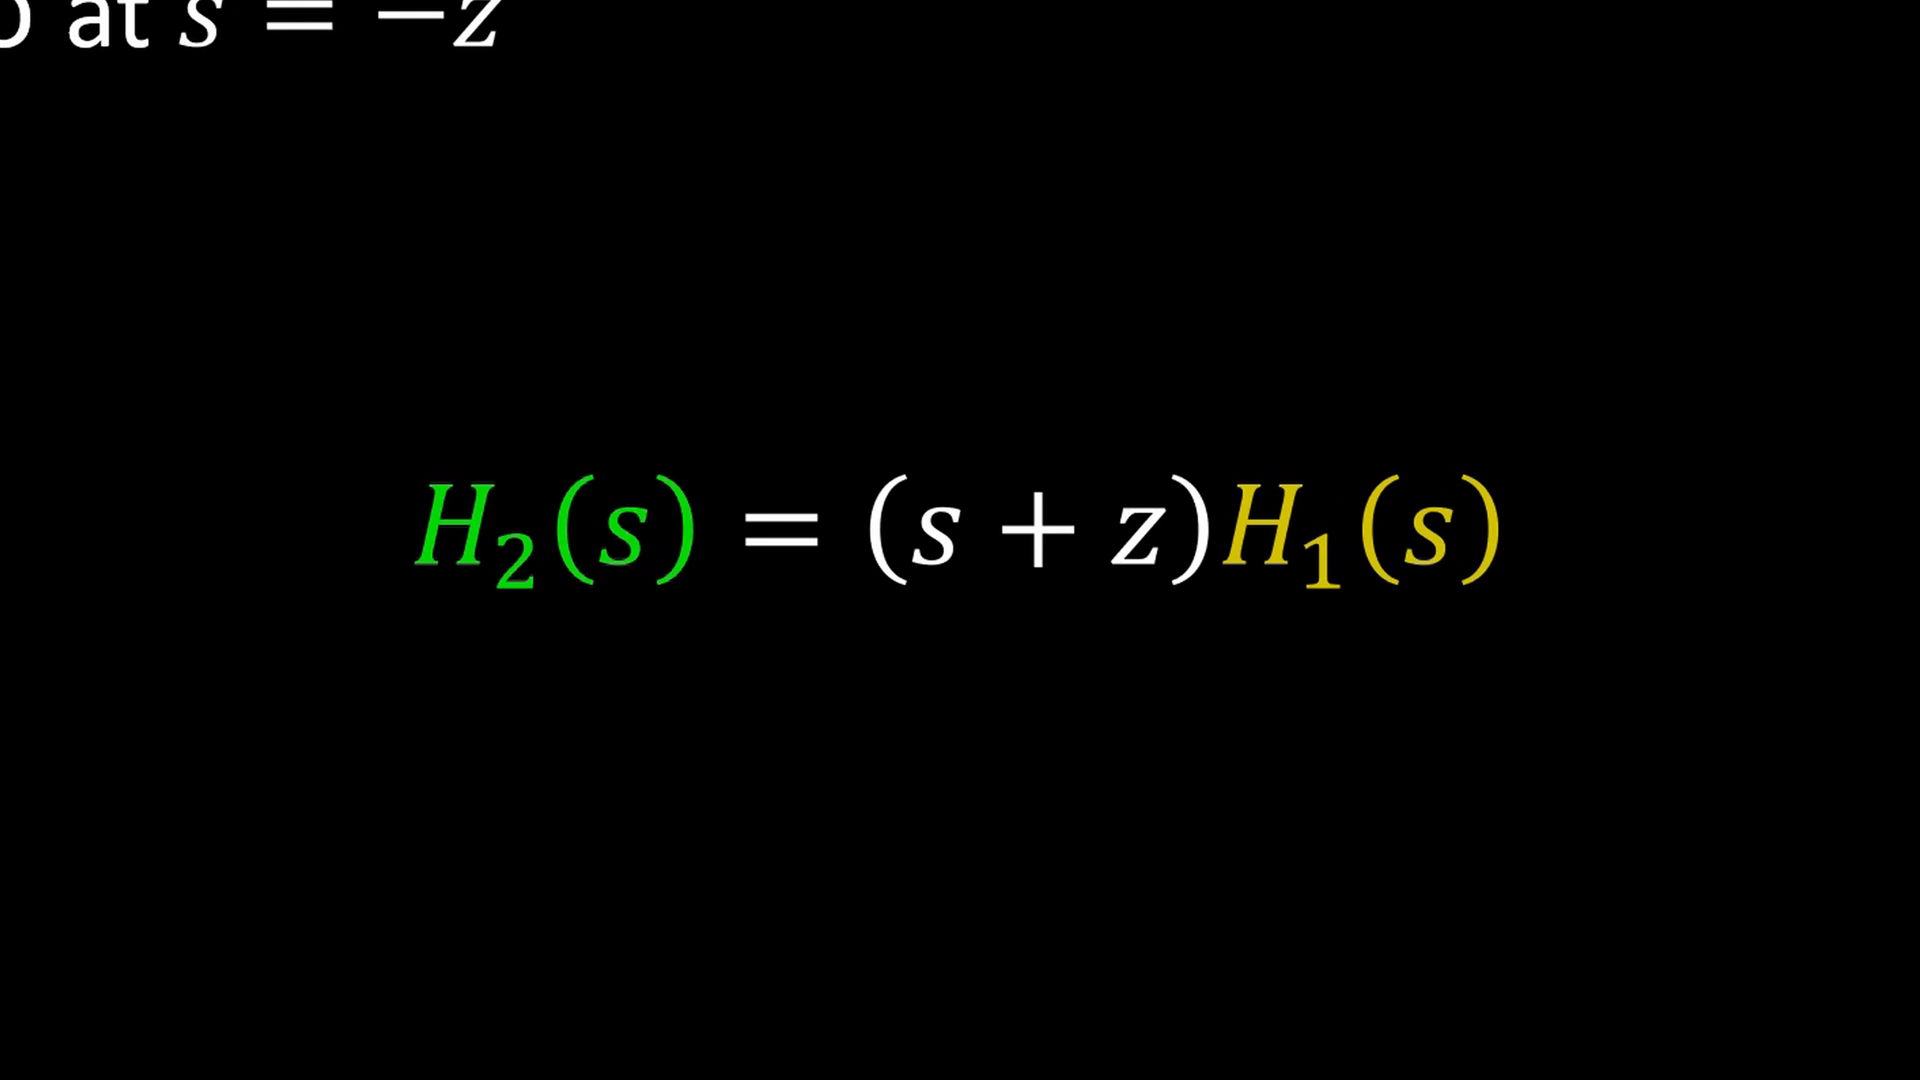 at s = −z
H₂(s) = (s + z)H₁(s)